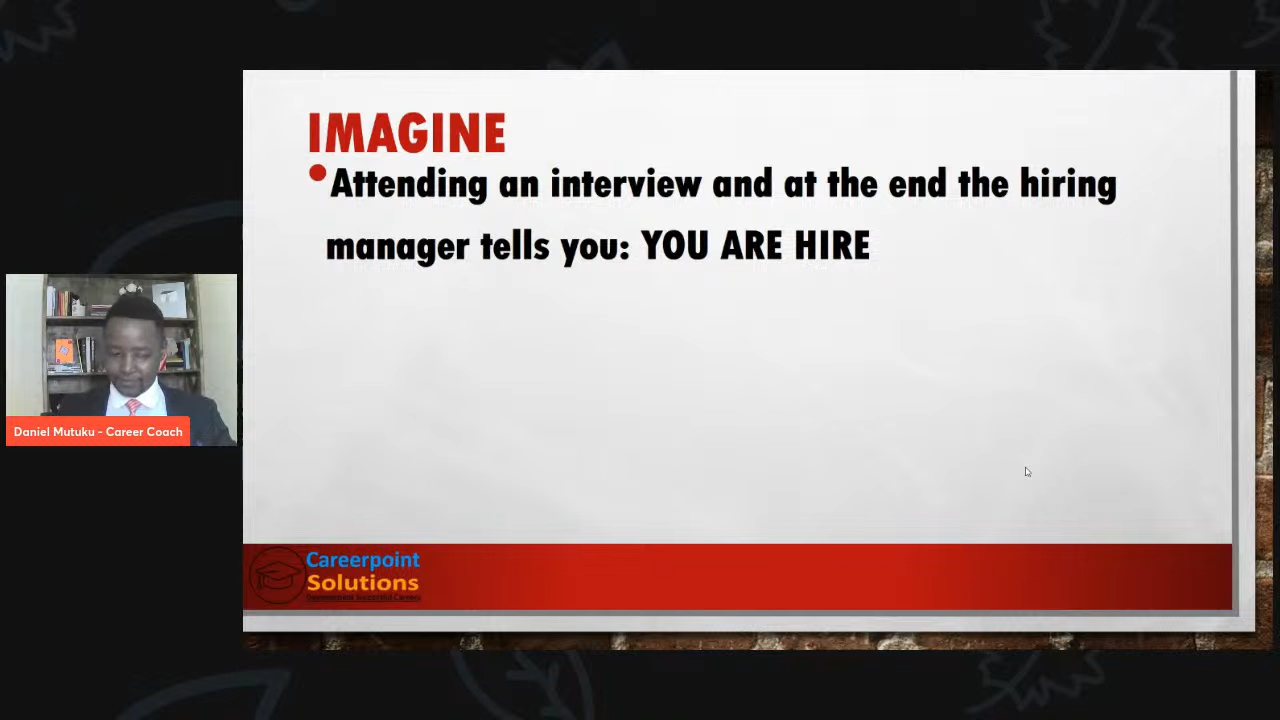 IMAGINE
•Attending an interview and at the end the hiring
manager tells you: YOU ARE HIRE
Daniel Mutuku - Career Coach
Careerpoint
Solutions